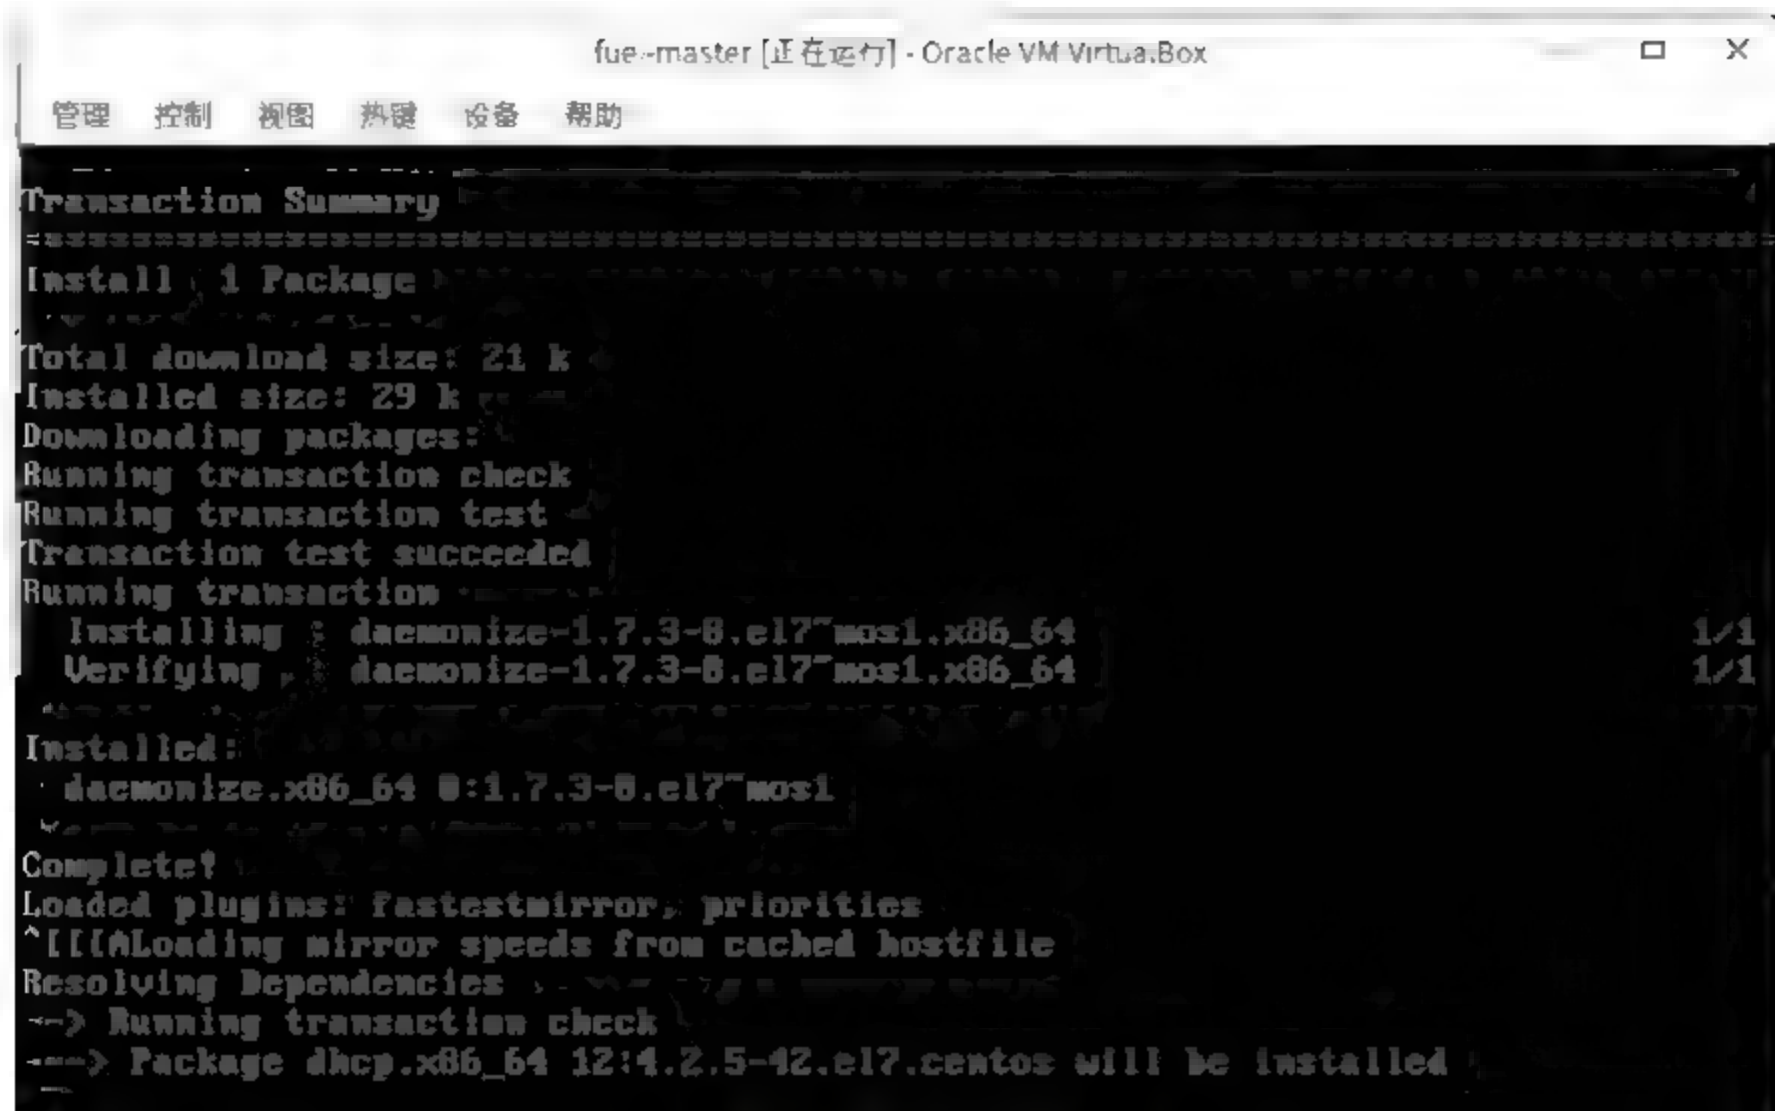 fuel-master [正在运行] - Oracle VM VirtualBox
管理 控制 视图 热键 设备 帮助
Transaction Summary
Install 1 Package
Total download size: 21 k
Installed size: 29 k
Downloading packages:
Running transaction check
Running transaction test
Transaction test succeeded
Running transaction
Installing : daemonize-1.7.3-8.el7~mos1.x86_64 1/1
Verifying : daemonize-1.7.3-8.el7~mos1.x86_64 1/1
Installed:
daemonize.x86_64 0:1.7.3-8.el7~mos1
Complete!
Loaded plugins: fastestmirror, priorities
^[[[ALoading mirror speeds from cached hostfile
Resolving Dependencies
--> Running transaction check
---> Package dhcp.x86_64 12:4.2.5-42.el7.centos will be installed